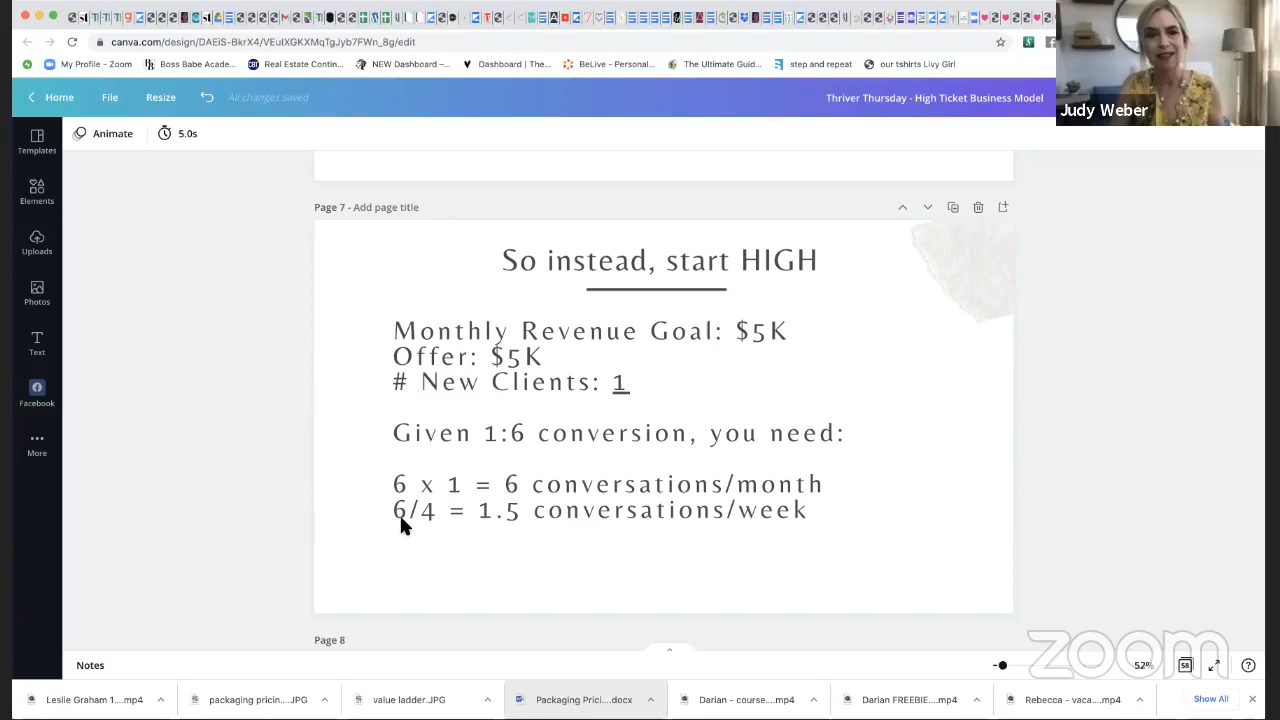 canva.com/design/DAEiS-BkrX4/VEuIXGKXMqTgJyb7FWn_8g/edit
My Profile - Zoom
Boss Babe Acade...
Real Estate Contin...
NEW Dashboard –...
Dashboard | The...
BeLive - Personal...
The Ultimate Guid...
step and repeat
our tshirts Livy Girl
Home
File
Resize
All changes saved
Thriver Thursday - High Ticket Business Model
Judy Weber
Animate
5.0s
Templates
Elements
Uploads
Photos
Text
Facebook
More
Page 7 - Add page title
So instead, start HIGH
Monthly Revenue Goal: $5K
Offer: $5K
# New Clients: 1
Given 1:6 conversion, you need:
6 x 1 = 6 conversations/month
6/4 = 1.5 conversations/week
Page 8
zoom
Notes
52%
58
Leslie Graham 1....mp4
packaging pricin....JPG
value ladder.JPG
Packaging Prici....docx
Darian - course....mp4
Darian FREEBIE....mp4
Rebecca - vaca....mp4
Show All